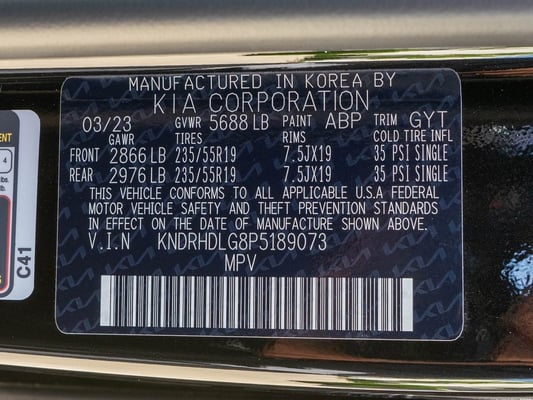 MANUFACTURED IN KOREA BY
KIA CORPORATION
03/23 GVWR 5688 LB PAINT ABP TRIM GYT
GAWR TIRES RIMS COLD TIRE INFL
FRONT 2866 LB 235/55R19 7.5JX19 35 PSI SINGLE
REAR 2976 LB 235/55R19 7.5JX19 35 PSI SINGLE
THIS VEHICLE CONFORMS TO ALL APPLICABLE U.S.A FEDERAL
MOTOR VEHICLE SAFETY AND THEFT PREVENTION STANDARDS
IN EFFECT ON THE DATE OF MANUFACTURE SHOWN ABOVE.
V.I.N KNDRHDLG8P5189073
MPV
4
C41